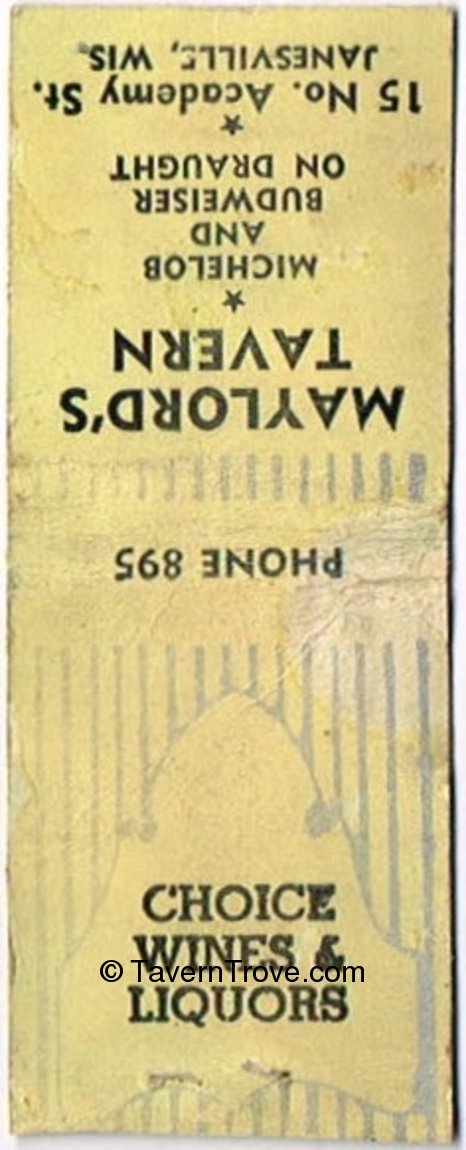 MAYLORD'S
TAVERN
★
MICHELOB
AND
BUDWEISER
ON DRAUGHT
★
15 No. Academy St.
JANESVILLE, WIS.
PHONE 895
CHOICE
WINES &
LIQUORS
© TavernTrove.com